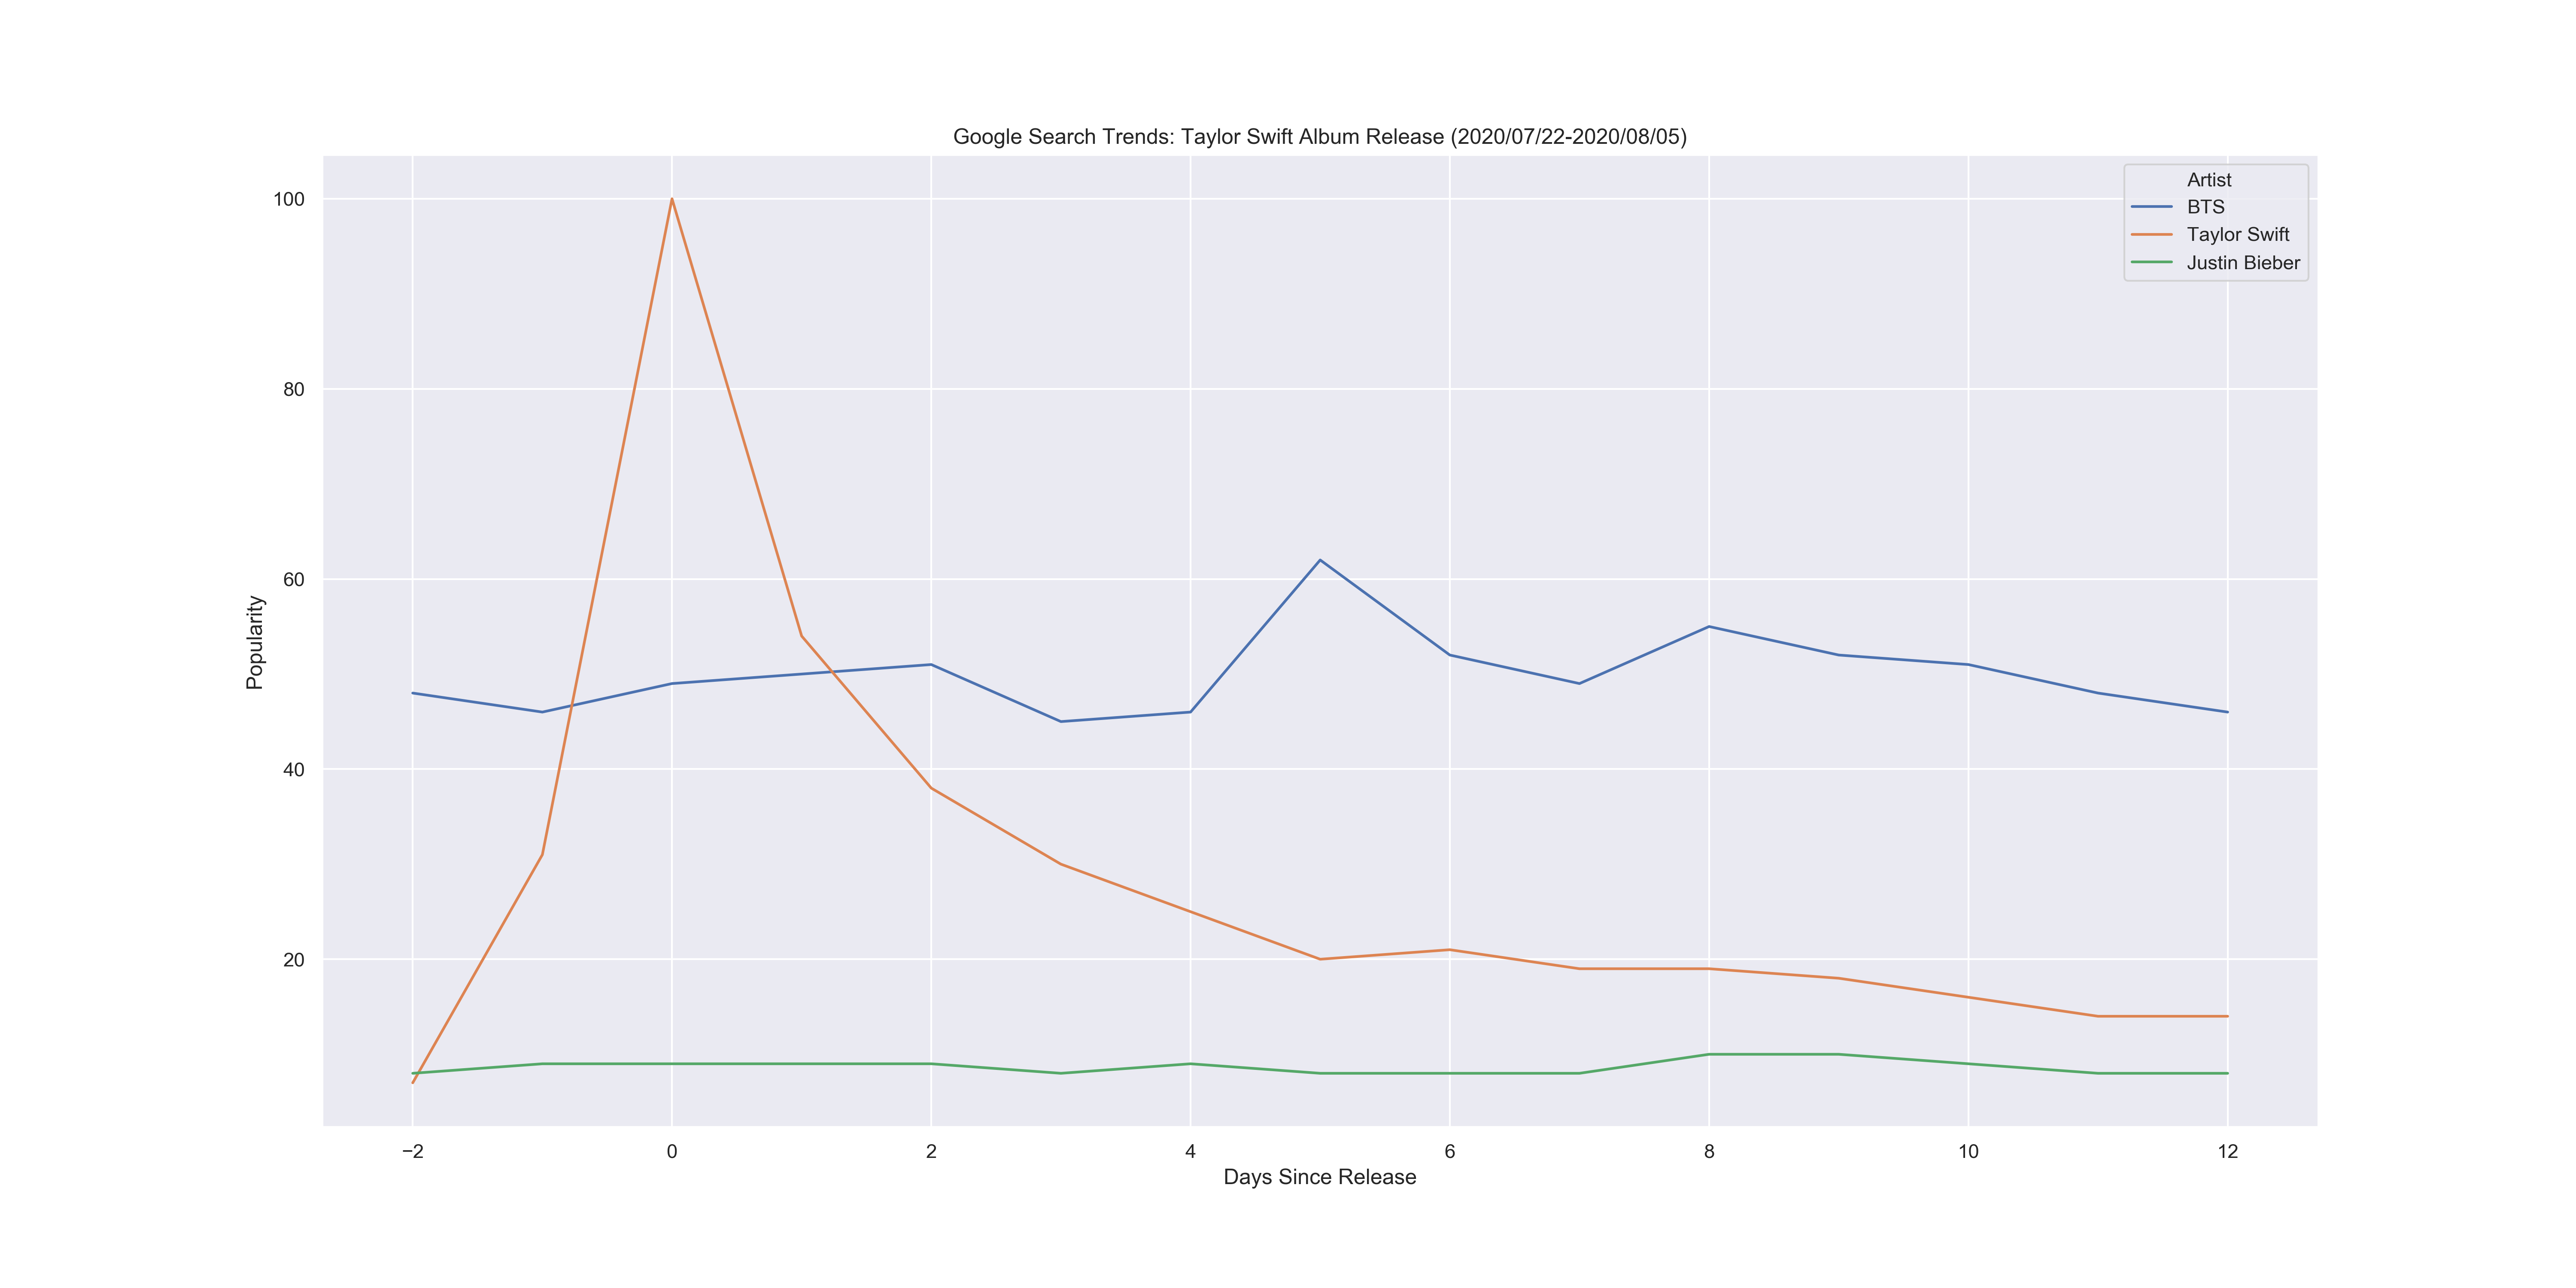 Google Search Trends: Taylor Swift Album Release (2020/07/22-2020/08/05)
Artist
BTS
Taylor Swift
Justin Bieber
Popularity
100
80
60
40
20
−2 0 2 4 6 8 10 12
Days Since Release